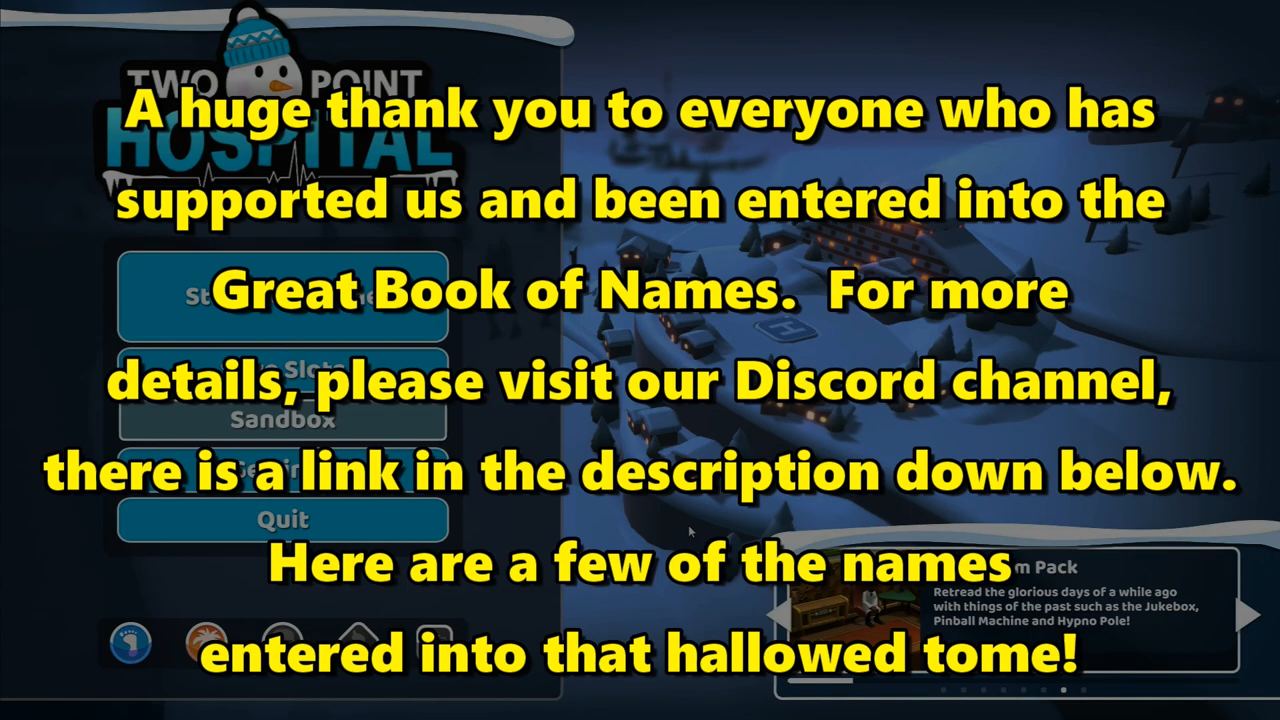 TWO POINT
HOSPITAL
A huge thank you to everyone who has
supported us and been entered into the
Great Book of Names.  For more
details, please visit our Discord channel,
there is a link in the description down below.
Here are a few of the names
entered into that hallowed tome!
Sandbox
Quit
Pack
Retread the glorious days of a while ago
with things of the past such as the Jukebox,
Pinball Machine and Hypno Pole!
H